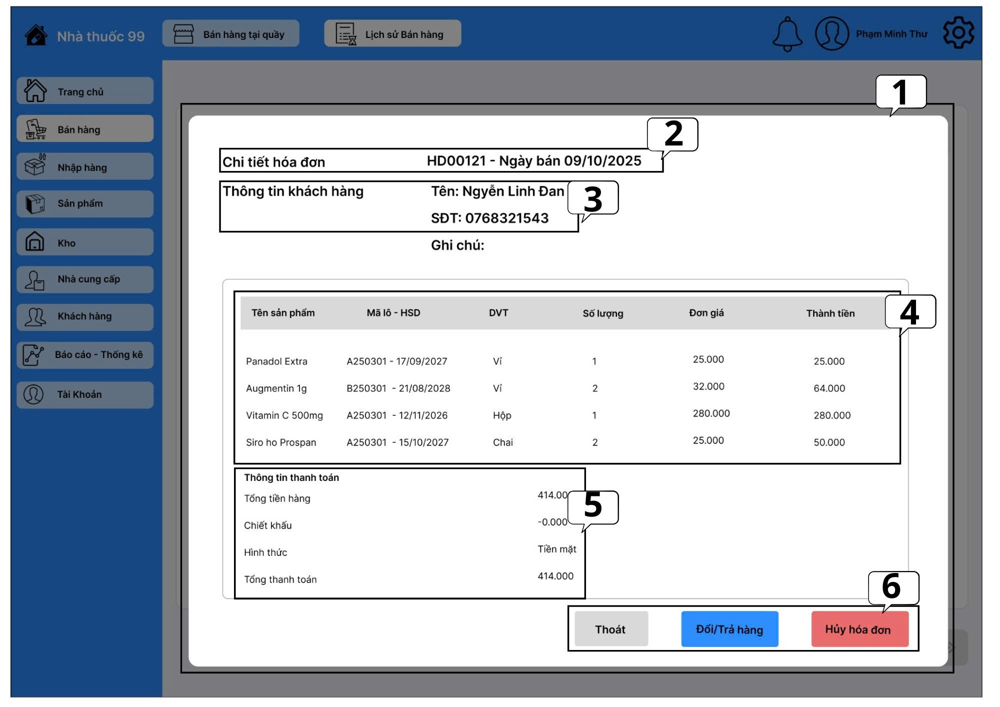 Nhà thuốc 99
Bán hàng tại quầy
Lịch sử Bán hàng
Phạm Minh Thư
Trang chủ
Bán hàng
Nhập hàng
Sản phẩm
Kho
Nhà cung cấp
Khách hàng
Báo cáo - Thống kê
Tài Khoản
1
2
Chi tiết hóa đơn HD00121 - Ngày bán 09/10/2025
Thông tin khách hàng Tên: Ngyễn Linh Đan
3
SĐT: 0768321543
Ghi chú:
4
Tên sản phẩm Mã lô - HSD DVT Số lượng Đơn giá Thành tiền
Panadol Extra A250301 - 17/09/2027 Vỉ 1 25.000 25.000
Augmentin 1g B250301 - 21/08/2028 Vỉ 2 32.000 64.000
Vitamin C 500mg A250301 - 12/11/2026 Hộp 1 280.000 280.000
Siro ho Prospan A250301 - 15/10/2027 Chai 2 25.000 50.000
Thông tin thanh toán
Tổng tiền hàng 414.00
5
Chiết khấu -0.000
Hình thức Tiền mặt
Tổng thanh toán 414.000
6
Thoát Đổi/Trả hàng Hủy hóa đơn